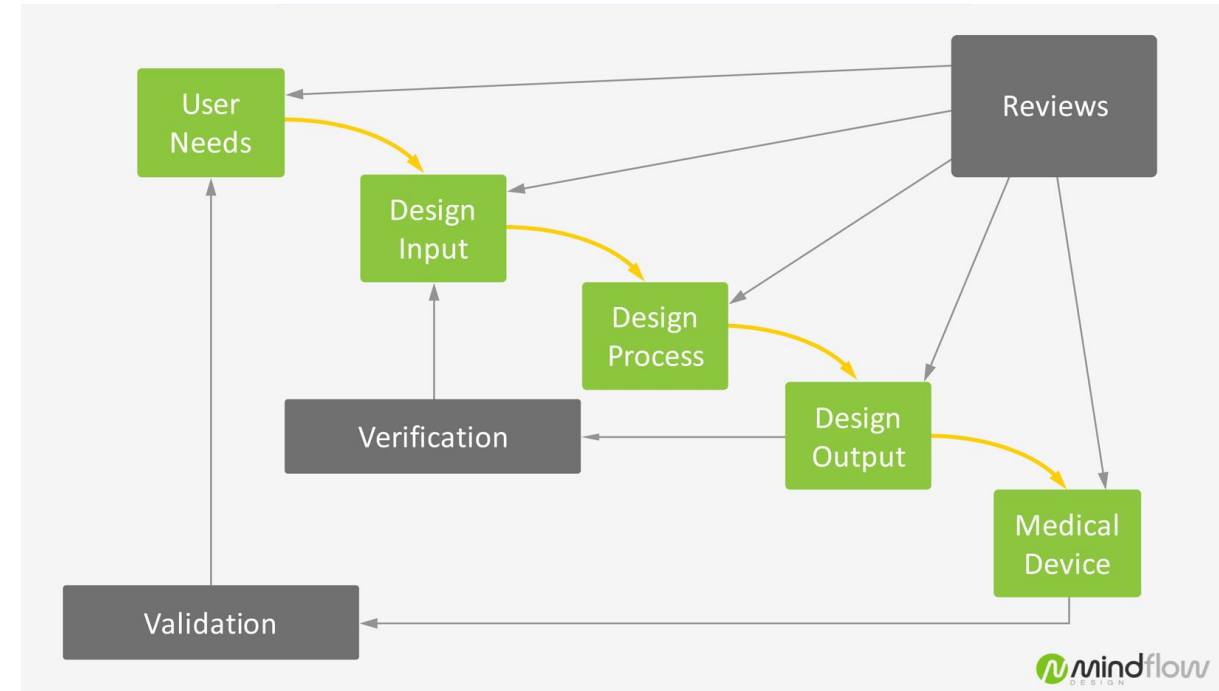 User
Needs
Reviews
Design
Input
Design
Process
Verification
Design
Output
Medical
Device
Validation
mindflow
DESIGN